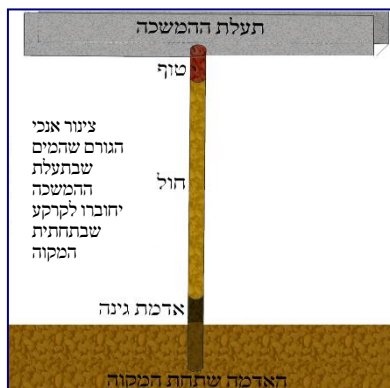 תעלת ההמשכה
טוף
צינור אנכי
הגורם שהמים
שבתעלת
ההמשכה
יחוברו לקרקע
שבתחתית
המקוה
חול
אדמת גינה
האדמה שתחת המקוה